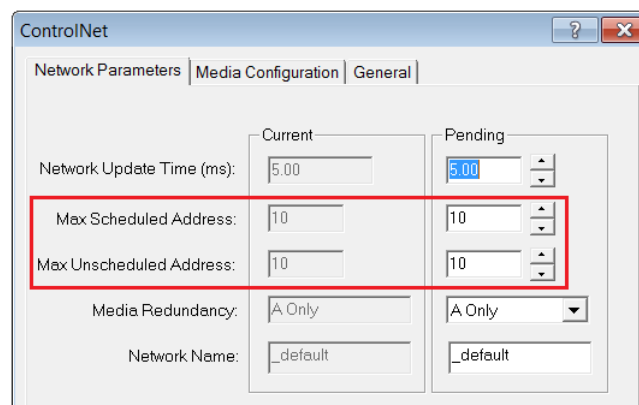 ControlNet
Network Parameters Media Configuration General
Current Pending
Network Update Time (ms): 5.00 5.00
Max Scheduled Address: 10 10
Max Unscheduled Address: 10 10
Media Redundancy: A Only A Only
Network Name: _default _default